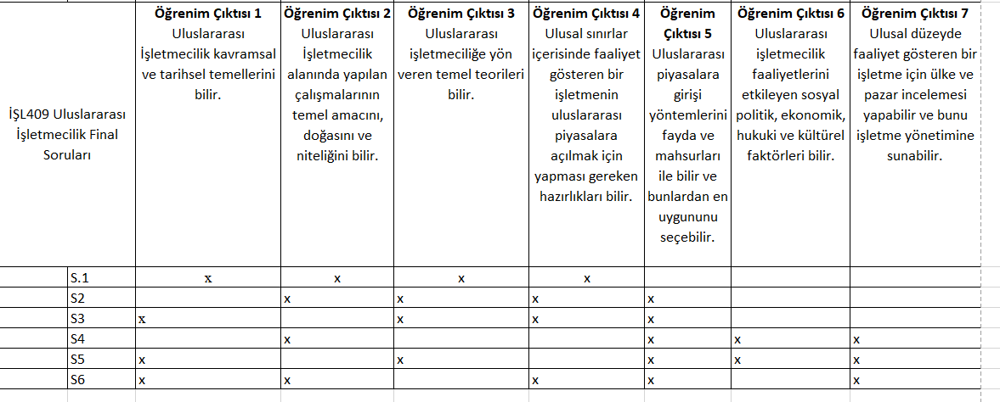 İŞL409 Uluslararası
İşletmecilik Final
Soruları
Öğrenim Çıktısı 1
Uluslararası
İşletmecilik kavramsal
ve tarihsel temellerini
bilir.
Öğrenim Çıktısı 2
Uluslararası
İşletmecilik
alanında yapılan
çalışmalarının
temel amacını,
doğasını ve
niteliğini bilir.
Öğrenim Çıktısı 3
Uluslararası
işletmeciliğe yön
veren temel teorileri
bilir.
Öğrenim Çıktısı 4
Ulusal sınırlar
içerisinde faaliyet
gösteren bir
işletmenin
uluslararası
piyasalara
açılmak için
yapması gereken
hazırlıkları bilir.
Öğrenim
Çıktısı 5
Uluslararası
piyasalara
girişi
yöntemlerini
fayda ve
mahsurları
ile bilir ve
bunlardan en
uygununu
seçebilir.
Öğrenim Çıktısı 6
Uluslararası
işletmecilik
faaliyetlerini
etkileyen sosyal
politik, ekonomik,
hukuki ve kültürel
faktörleri bilir.
Öğrenim Çıktısı 7
Ulusal düzeyde
faaliyet gösteren bir
işletme için ülke ve
pazar incelemesi
yapabilir ve bunu
işletme yönetimine
sunabilir.
S.1 x x x x
S2 x x x x
S3 x x x x
S4 x x x x
S5 x x x x x
S6 x x x x x